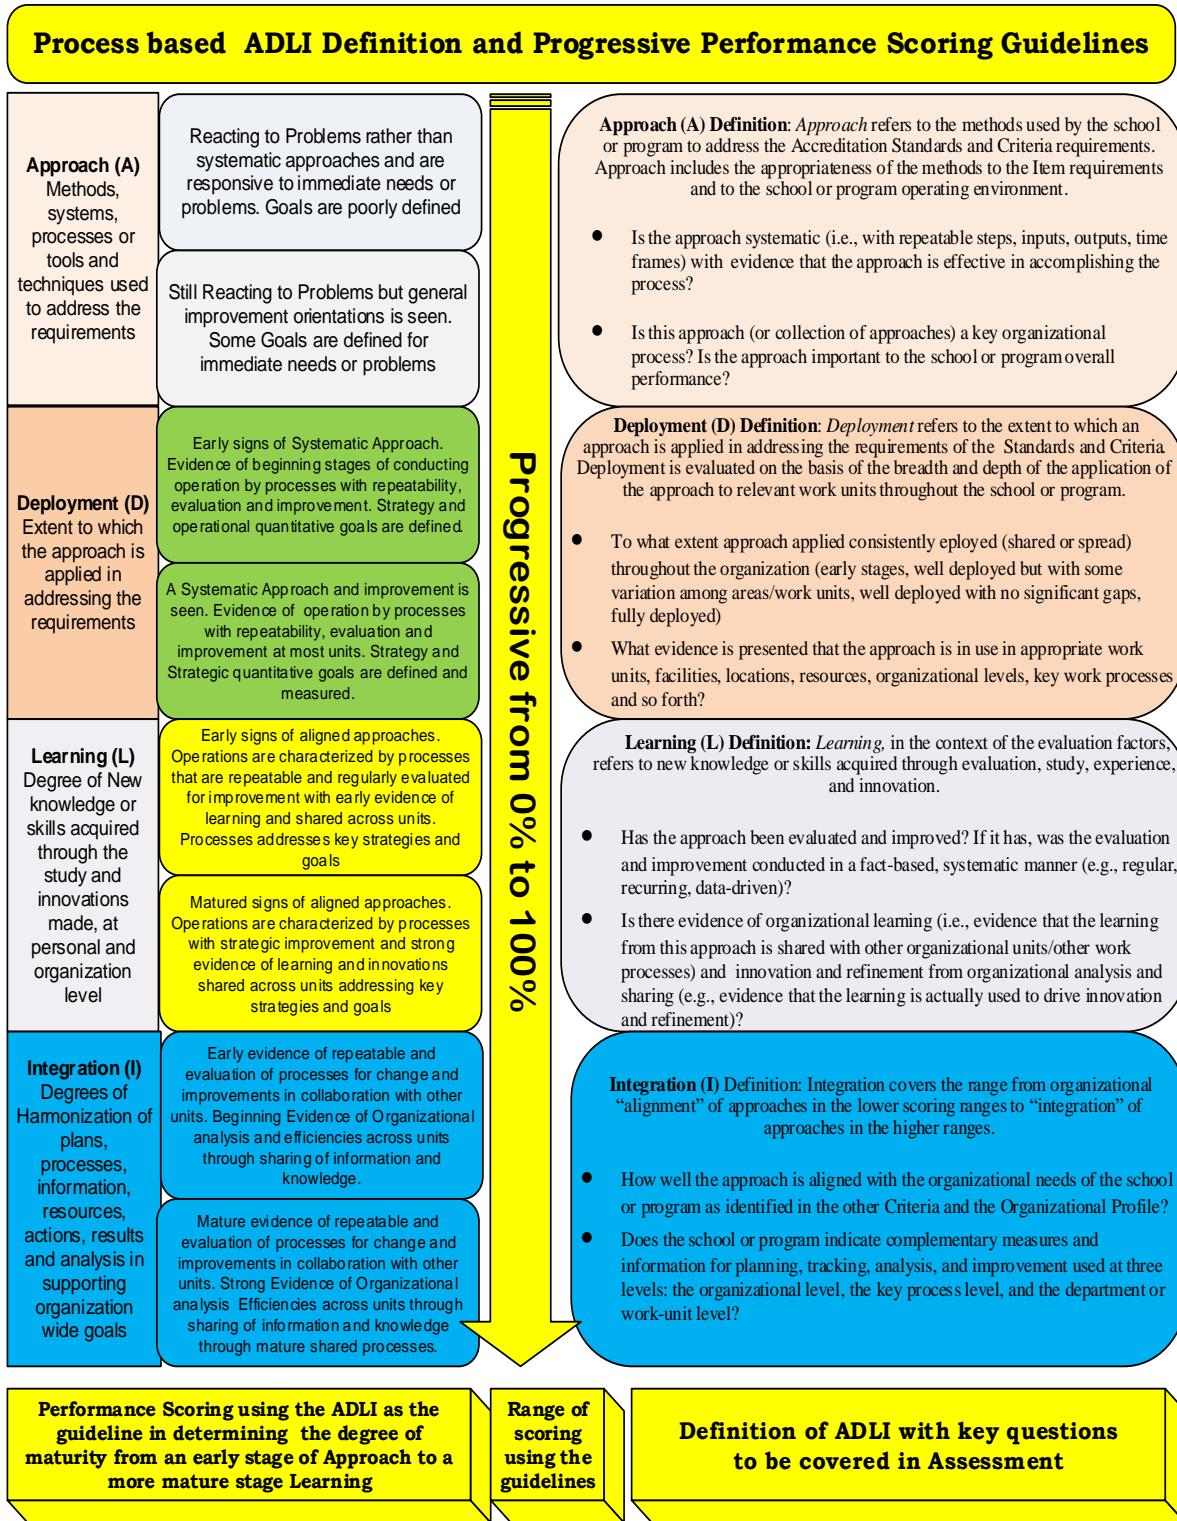 Process based ADLI Definition and Progressive Performance Scoring Guidelines
Approach (A)
Methods,
systems,
processes or
tools and
techniques used
to address the
requirements
Reacting to Problems rather than
systematic approaches and are
responsive to immediate needs or
problems. Goals are poorly defined
Still Reacting to Problems but general
improvement orientations is seen.
Some Goals are defined for
immediate needs or problems
Approach (A) Definition: Approach refers to the methods used by the school
or program to address the Accreditation Standards and Criteria requirements.
Approach includes the appropriateness of the methods to the Item requirements
and to the school or program operating environment.
• Is the approach systematic (i.e., with repeatable steps, inputs, outputs, time
frames) with evidence that the approach is effective in accomplishing the
process?
• Is this approach (or collection of approaches) a key organizational
process? Is the approach important to the school or program overall
performance?
Deployment (D)
Extent to which
the approach is
applied in
addressing the
requirements
Early signs of Systematic Approach.
Evidence of beginning stages of conducting
operation by processes with repeatability,
evaluation and improvement. Strategy and
operational quantitative goals are defined.
A Systematic Approach and improvement is
seen. Evidence of operation by processes
with repeatability, evaluation and
improvement at most units. Strategy and
Strategic quantitative goals are defined and
measured.
Progressive from 0% to 100%
Deployment (D) Definition: Deployment refers to the extent to which an
approach is applied in addressing the requirements of the Standards and Criteria
Deployment is evaluated on the basis of the breadth and depth of the application of
the approach to relevant work units throughout the school or program.
• To what extent approach applied consistently eployed (shared or spread)
throughout the organization (early stages, well deployed but with some
variation among areas/work units, well deployed with no significant gaps,
fully deployed)
• What evidence is presented that the approach is in use in appropriate work
units, facilities, locations, resources, organizational levels, key work processes
and so forth?
Learning (L)
Degree of New
knowledge or
skills acquired
through the
study and
innovations
made, at
personal and
organization
level
Early signs of aligned approaches.
Operations are characterized by processes
that are repeatable and regularly evaluated
for improvement with early evidence of
learning and shared across units.
Processes addresses key strategies and
goals
Matured signs of aligned approaches.
Operations are characterized by processes
with strategic improvement and strong
evidence of learning and innovations
shared across units addressing key
strategies and goals
Learning (L) Definition: Learning, in the context of the evaluation factors,
refers to new knowledge or skills acquired through evaluation, study, experience,
and innovation.
• Has the approach been evaluated and improved? If it has, was the evaluation
and improvement conducted in a fact-based, systematic manner (e.g., regular,
recurring, data-driven)?
• Is there evidence of organizational learning (i.e., evidence that the learning
from this approach is shared with other organizational units/other work
processes) and innovation and refinement from organizational analysis and
sharing (e.g., evidence that the learning is actually used to drive innovation
and refinement)?
Integration (I)
Degrees of
Harmonization of
plans,
processes,
information,
resources,
actions, results
and analysis in
supporting
organization
wide goals
Early evidence of repeatable and
evaluation of processes for change and
improvements in collaboration with other
units. Beginning Evidence of Organizational
analysis and efficiencies across units
through sharing of information and
knowledge.
Mature evidence of repeatable and
evaluation of processes for change and
improvements in collaboration with other
units. Strong Evidence of Organizational
analysis Efficiencies across units through
sharing of information and knowledge
through mature shared processes.
Integration (I) Definition: Integration covers the range from organizational
“alignment” of approaches in the lower scoring ranges to “integration” of
approaches in the higher ranges.
• How well the approach is aligned with the organizational needs of the school
or program as identified in the other Criteria and the Organizational Profile?
• Does the school or program indicate complementary measures and
information for planning, tracking, analysis, and improvement used at three
levels: the organizational level, the key process level, and the department or
work-unit level?
Performance Scoring using the ADLI as the
guideline in determining the degree of
maturity from an early stage of Approach to a
more mature stage Learning
Range of
scoring
using the
guidelines
Definition of ADLI with key questions
to be covered in Assessment